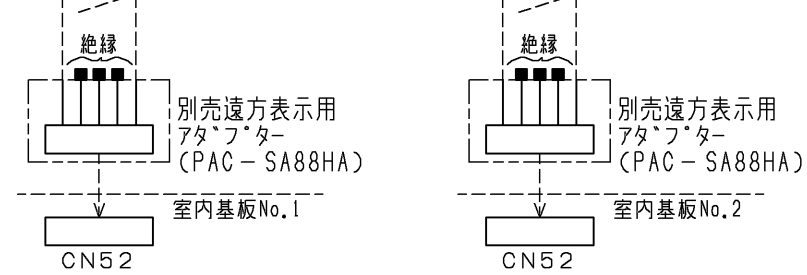 絶縁
別売遠方表示用
アダプター
(PAC-SA88HA)
室内基板No.1
CN52
絶縁
別売遠方表示用
アダプター
(PAC-SA88HA)
室内基板No.2
CN52